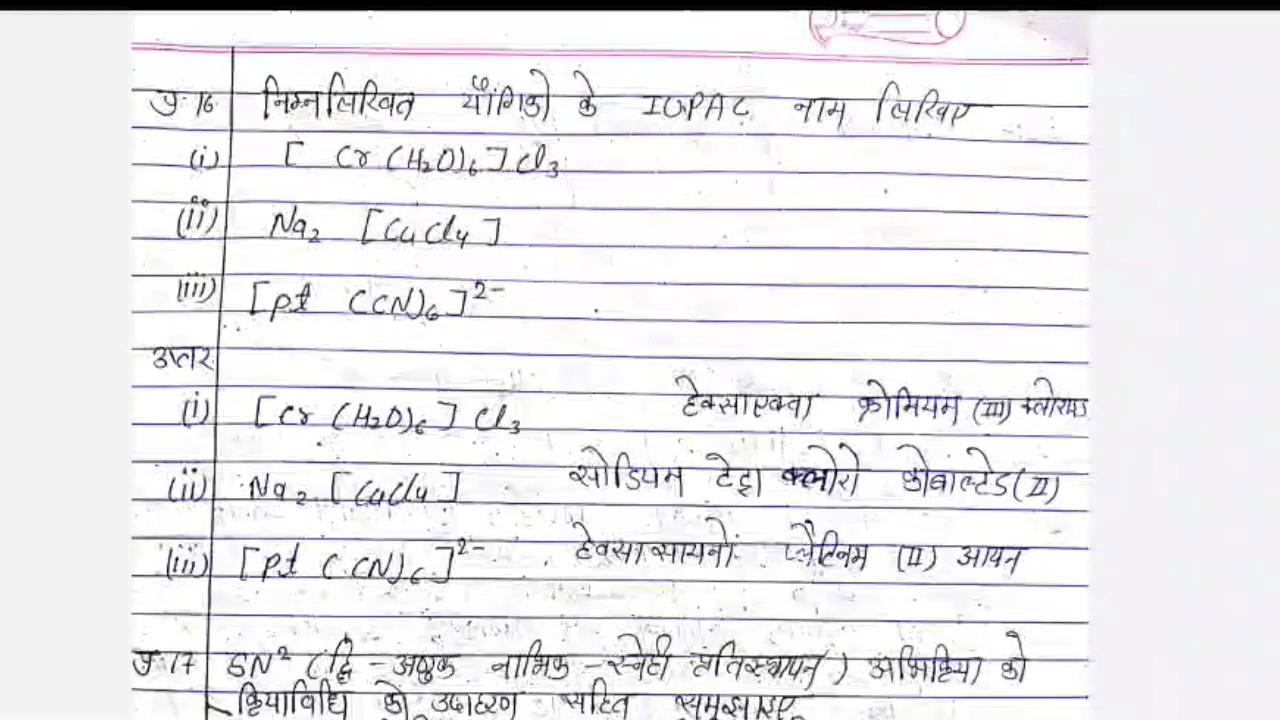 प्र. 16 निम्नलिखित यौगिको के IUPAC नाम लिखिए
(i) [Cr(H₂O)₆]Cl₃
(ii) Na₂ [CuCl₄]
(iii) [pt (CN)₆]²⁻
उत्तर
(i) [Cr (H₂O)₆] Cl₃ हेक्साएक्वा क्रोमियम (III) क्लोराइड
(ii) Na₂ [CuCl₄] सोडियम टेट्रा क्लोरो कोबाल्टेड (II)
(iii) [pt (CN)₆]²⁻ हेक्सा सायनो प्लैटिनम (II) आयन
प्र. 17 SN² (द्वि - अणुक नाभिक - स्नेही प्रतिस्थापन) अभिक्रिया को
क्रियाविधि को उदाहरण सहित समझाइए